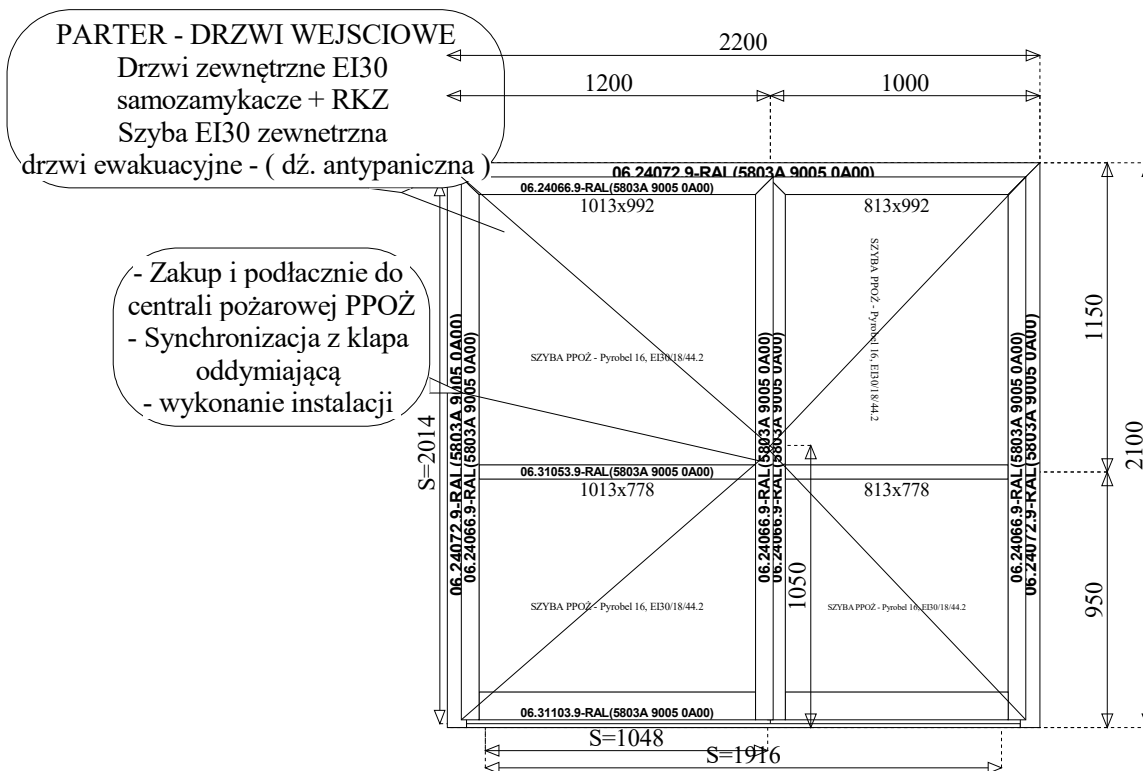 PARTER - DRZWI WEJSCIOWE
Drzwi zewnętrzne EI30
samozamykacze + RKZ
Szyba EI30 zewnetrzna
drzwi ewakuacyjne - ( dź. antypaniczna )
2200
1200
1000
06.24072.9-RAL(5803A 9005 0A00)
06.24066.9-RAL(5803A 9005 0A00)
1013x992
813x992
- Zakup i podłacznie do
centrali pożarowej PPOŻ
- Synchronizacja z klapa
oddymiającą
- wykonanie instalacji
SZYBA PPOŻ - Pyrobel 16, EI30/18/44.2
SZYBA PPOŻ - Pyrobel 16, EI30/18/44.2
S=2014
06.24072.9-RAL(5803A 9005 0A00)
06.24066.9-RAL(5803A 9005 0A00)
06.24066.9-RAL(5803A 9005 0A00)
06.24066.9-RAL(5803A 9005 0A00)
06.24066.9-RAL(5803A 9005 0A00)
06.24072.9-RAL(5803A 9005 0A00)
1150
2100
06.31053.9-RAL(5803A 9005 0A00)
1013x778
813x778
1050
950
SZYBA PPOŻ - Pyrobel 16, EI30/18/44.2
SZYBA PPOŻ - Pyrobel 16, EI30/18/44.2
06.31103.9-RAL(5803A 9005 0A00)
S=1048
S=1916